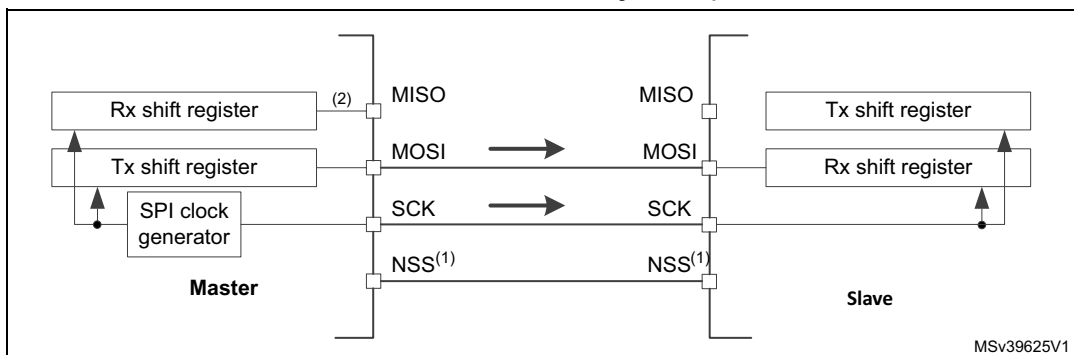 MISO
MISO
Rx shift register
(2)
Tx shift register
MOSI
MOSI
Tx shift register
Rx shift register
SPI clock
generator
SCK
SCK
NSS(1)
NSS(1)
Master
Slave
MSv39625V1